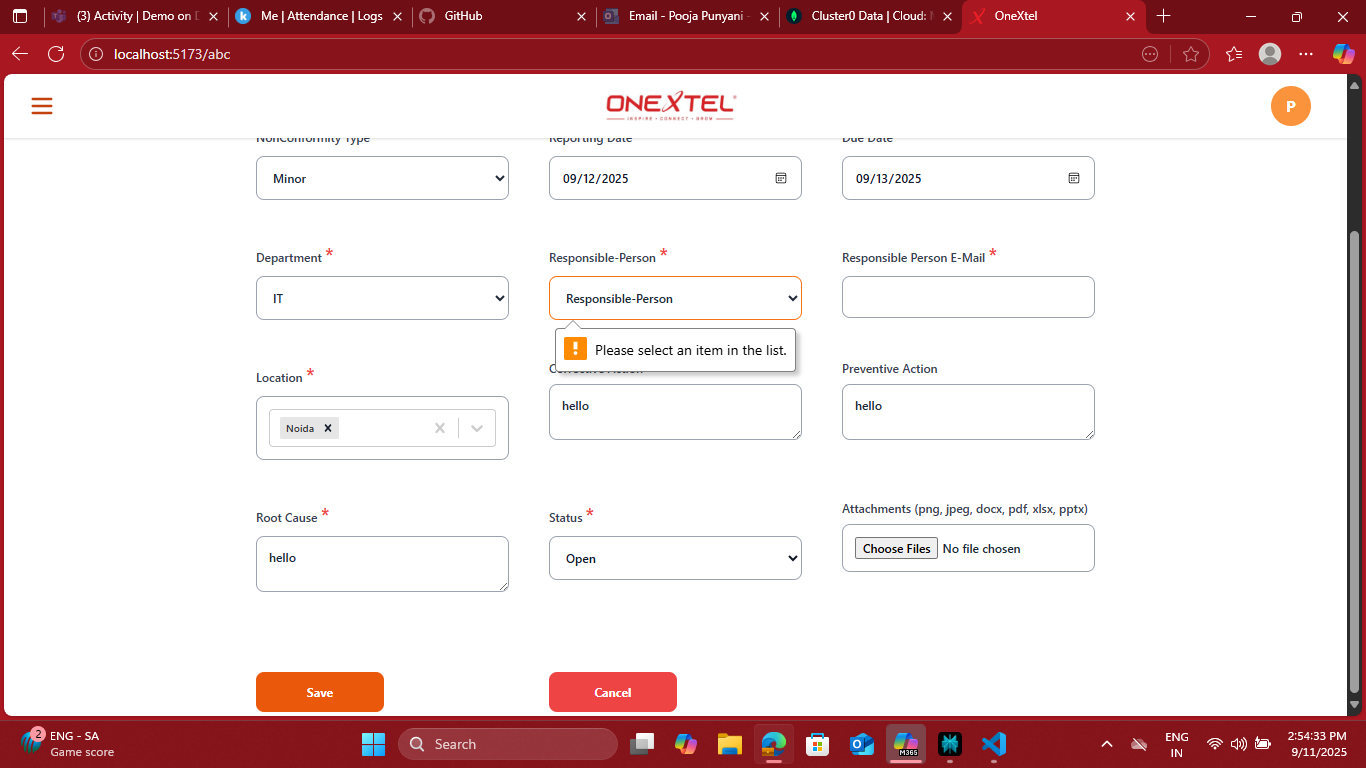 (3) Activity | Demo on D
Me | Attendance | Logs
GitHub
Email - Pooja Punyani -
Cluster0 Data | Cloud: M
OneXtel
localhost:5173/abc
ONEXTEL
INSPIRE • CONNECT • GROW
P
NonConformity Type
Reporting Date
Due Date
Minor
09/12/2025
09/13/2025
Department *
Responsible-Person *
Responsible Person E-Mail *
IT
Responsible-Person
Please select an item in the list.
Location *
Corrective Action
Preventive Action
Noida
hello
hello
Root Cause *
Status *
Attachments (png, jpeg, docx, pdf, xlsx, pptx)
hello
Open
Choose Files No file chosen
Save
Cancel
2
ENG - SA
Game score
Search
M365
ENG
IN
2:54:33 PM
9/11/2025